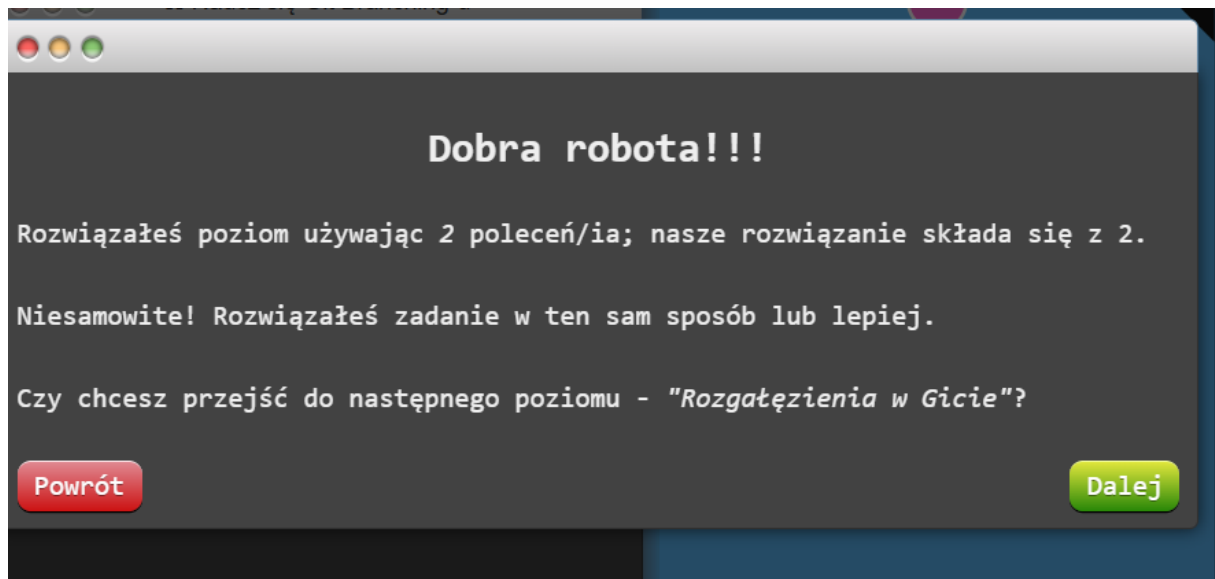 Dobra robota!!!
Rozwiązałeś poziom używając 2 poleceń/ia; nasze rozwiązanie składa się z 2.
Niesamowite! Rozwiązałeś zadanie w ten sam sposób lub lepiej.
Czy chcesz przejść do następnego poziomu - "Rozgałęzienia w Gicie"?
Powrót
Dalej